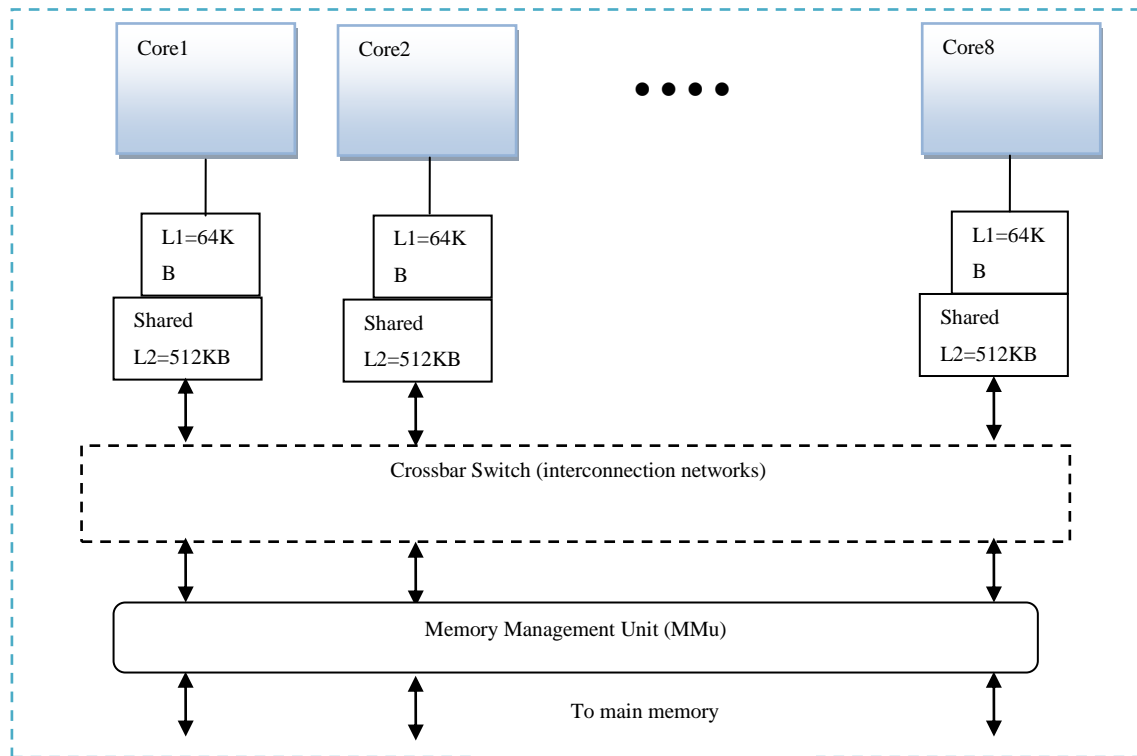 Core1
Core2
Core8
L1=64K
B
L1=64K
B
L1=64K
B
Shared
L2=512KB
Shared
L2=512KB
Shared
L2=512KB
Crossbar Switch (interconnection networks)
Memory Management Unit (MMu)
To main memory